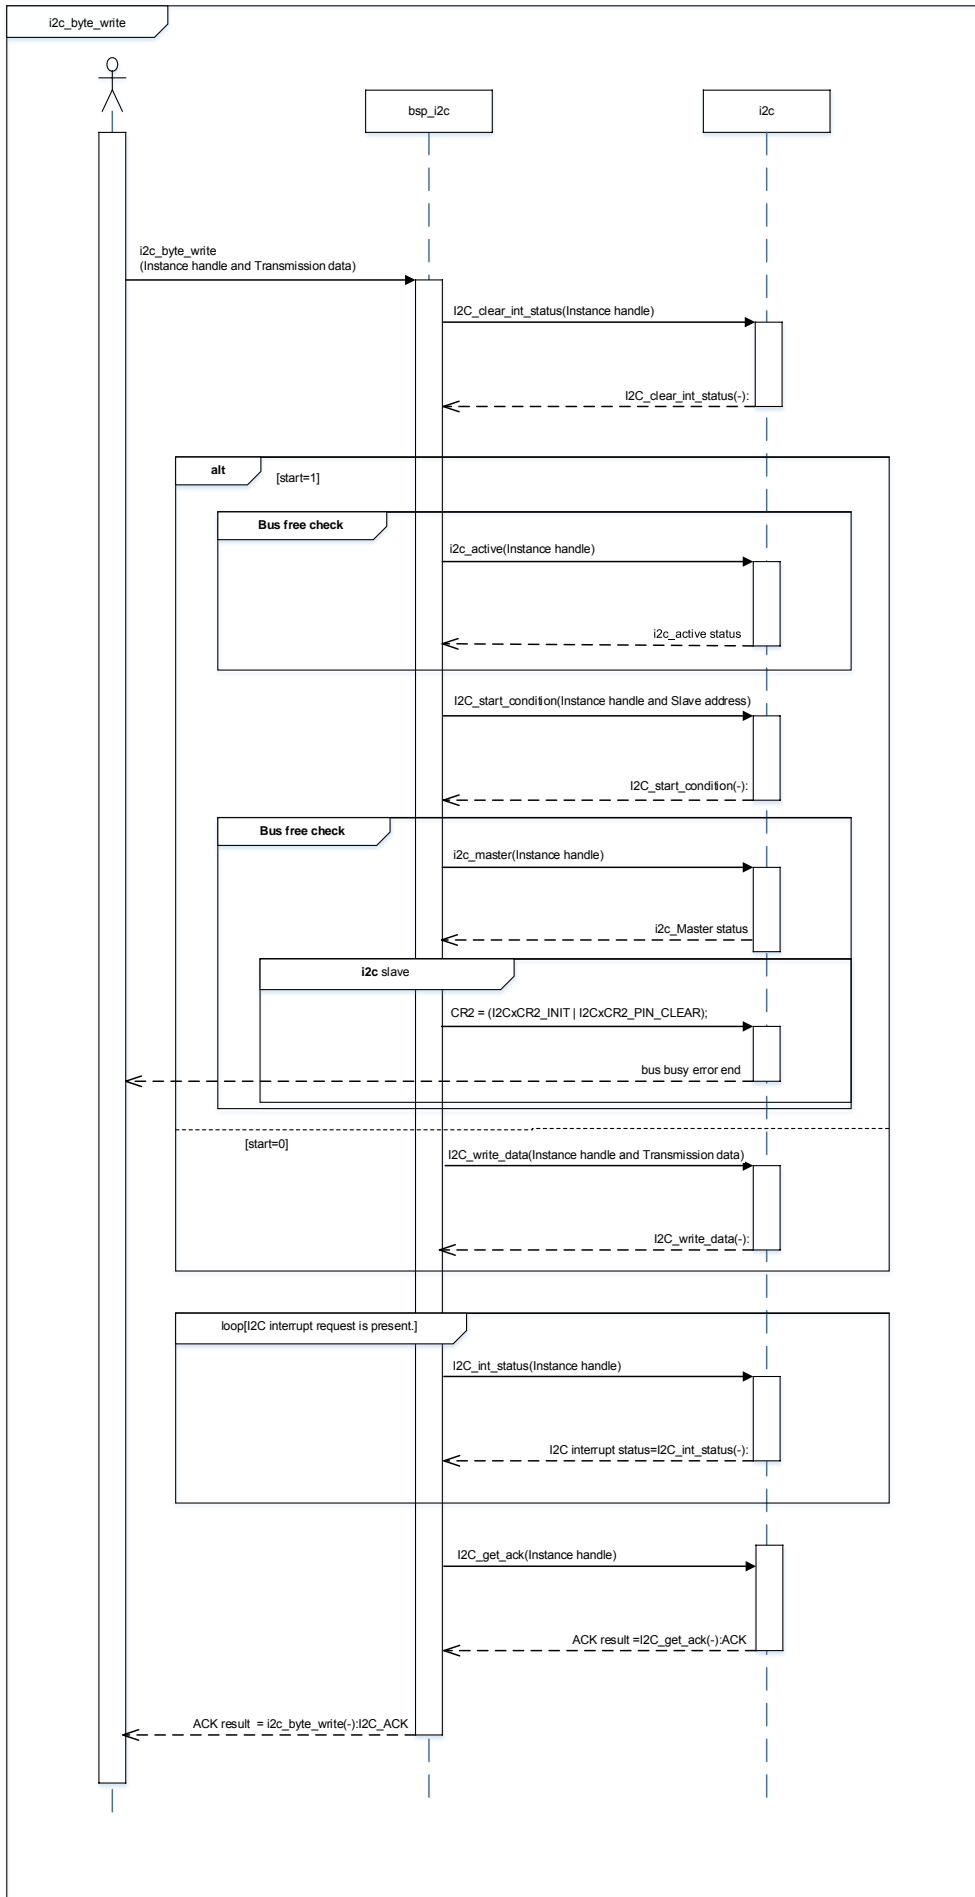 i2c_byte_write
bsp_i2c
i2c
i2c_byte_write
(Instance handle and Transmission data)
I2C_clear_int_status(Instance handle)
I2C_clear_int_status(-):
alt
[start=1]
Bus free check
i2c_active(Instance handle)
i2c_active status
I2C_start_condition(Instance handle and Slave address)
I2C_start_condition(-):
Bus free check
i2c_master(Instance handle)
i2c_Master status
i2c slave
CR2 = (I2CxCR2_INIT | I2CxCR2_PIN_CLEAR);
bus busy error end
[start=0]
I2C_write_data(Instance handle and Transmission data)
I2C_write_data(-):
loop[I2C interrupt request is present.]
I2C_int_status(Instance handle)
I2C interrupt status=I2C_int_status(-):
I2C_get_ack(Instance handle)
ACK result =I2C_get_ack(-):ACK
ACK result  = i2c_byte_write(-):I2C_ACK